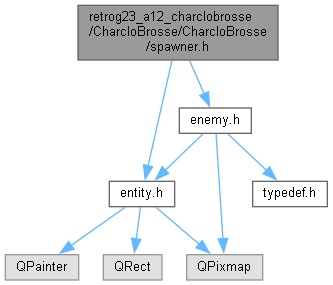 retrog23_a12_charclobrosse
/CharcloBrosse/CharcloBrosse
/spawner.h
enemy.h
entity.h
typedef.h
QPainter
QRect
QPixmap